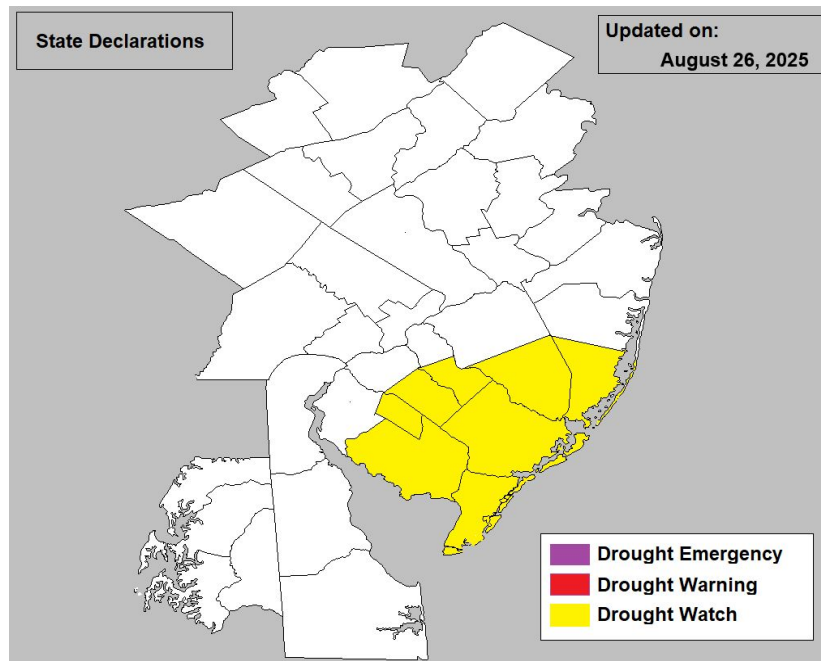 State Declarations
Updated on:
August 26, 2025
Drought Emergency
Drought Warning
Drought Watch